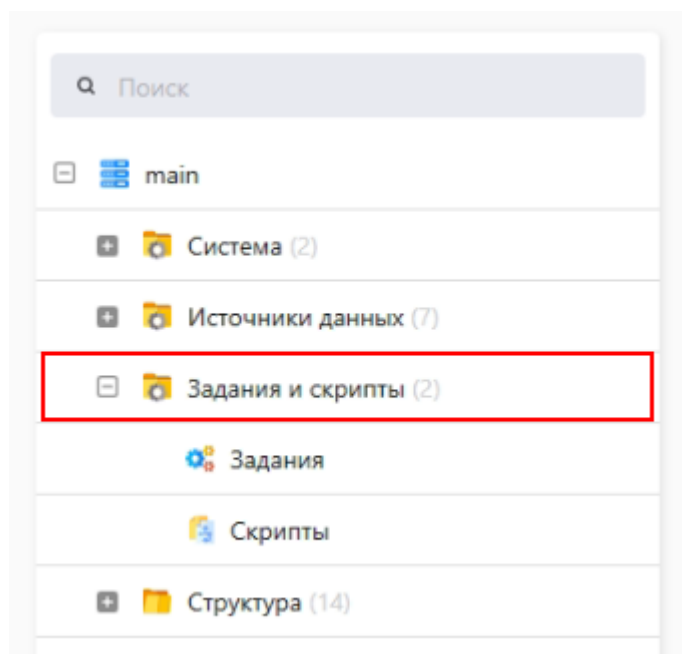 Поиск
main
Система (2)
Источники данных (7)
Задания и скрипты (2)
Задания
Скрипты
Структура (14)